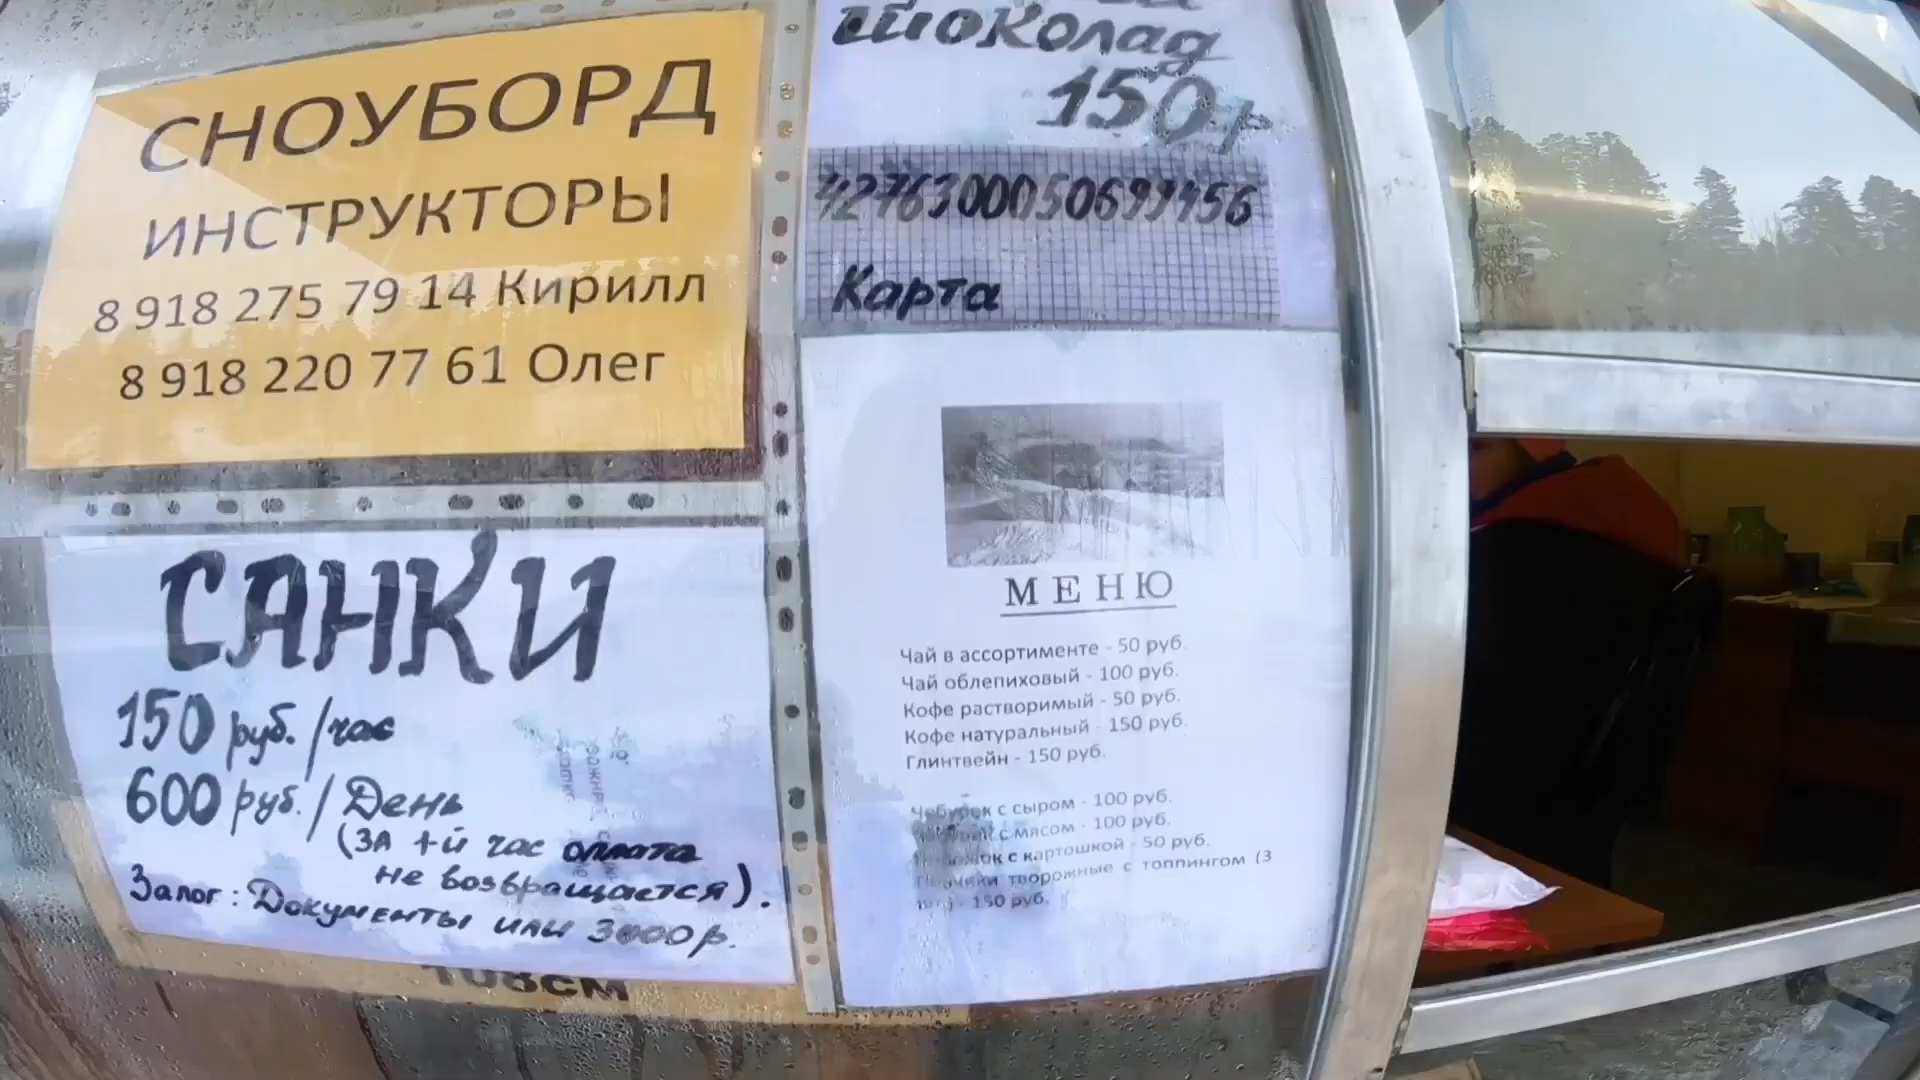 СНОУБОРД
ИНСТРУКТОРЫ
8 918 275 79 14 Кирилл
8 918 220 77 61 Олег
САНКИ
150 руб./час
600 руб./День
(ЗА 1-й час оплата
не возвращается).
Залог: Документы или 3000р.
108СМ
шоколад
150р
4276300050699456
Карта
МЕНЮ
Чай в ассортименте - 50 руб.
Чай облепиховый - 100 руб.
Кофе растворимый - 50 руб.
Кофе натуральный - 150 руб.
Глинтвейн - 150 руб.
Чебурек с сыром - 100 руб.
с мясом - 100 руб.
с картошкой - 50 руб.
творожные с топпингом (3
- 150 руб.